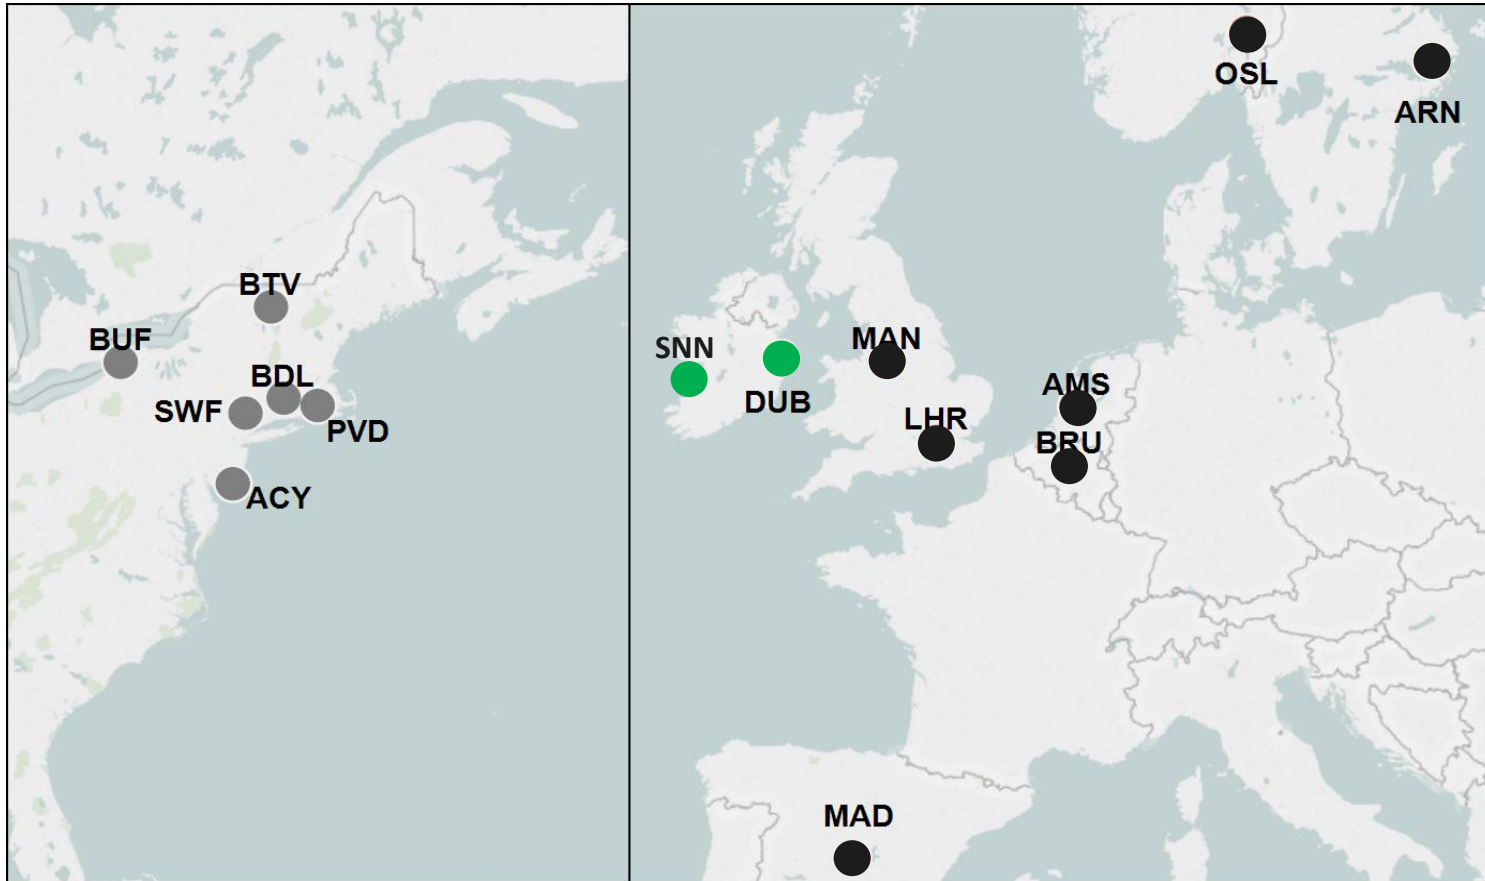 BTV
BUF
BDL
SWF
PVD
ACY
OSL
ARN
SNN
MAN
DUB
AMS
LHR
BRU
MAD